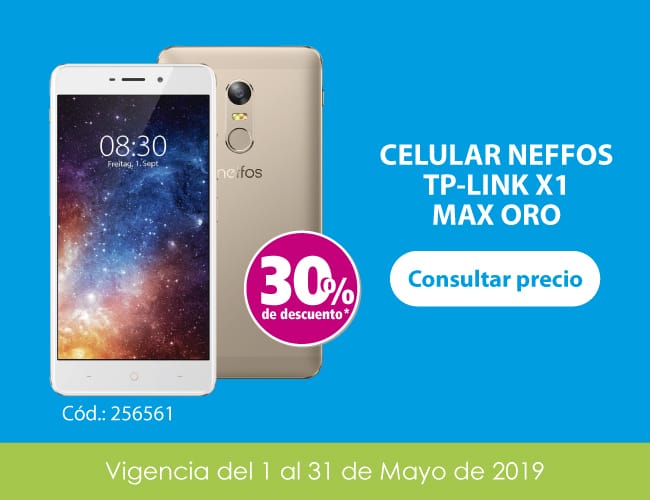 08:30
Freitag, 1. Sept
neffos
30%
de descuento*
Cód.: 256561
CELULAR NEFFOS
TP-LINK X1
MAX ORO
Consultar precio
Vigencia del 1 al 31 de Mayo de 2019